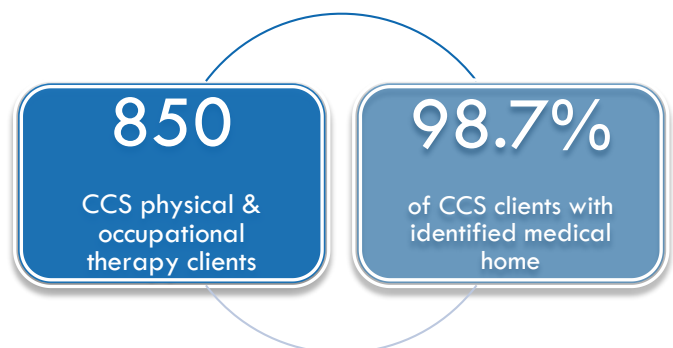 850
CCS physical &
occupational
therapy clients
98.7%
of CCS clients with
identified medical
home